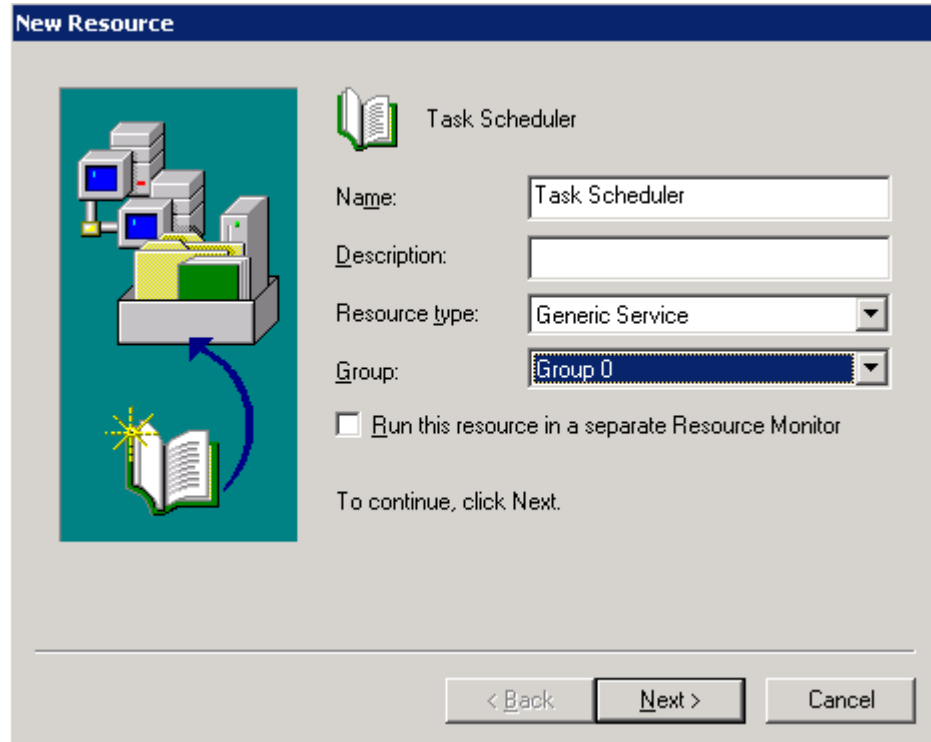 New Resource
Task Scheduler
Name: Task Scheduler
Description:
Resource type: Generic Service
Group: Group 0
Run this resource in a separate Resource Monitor
To continue, click Next.
< Back Next > Cancel